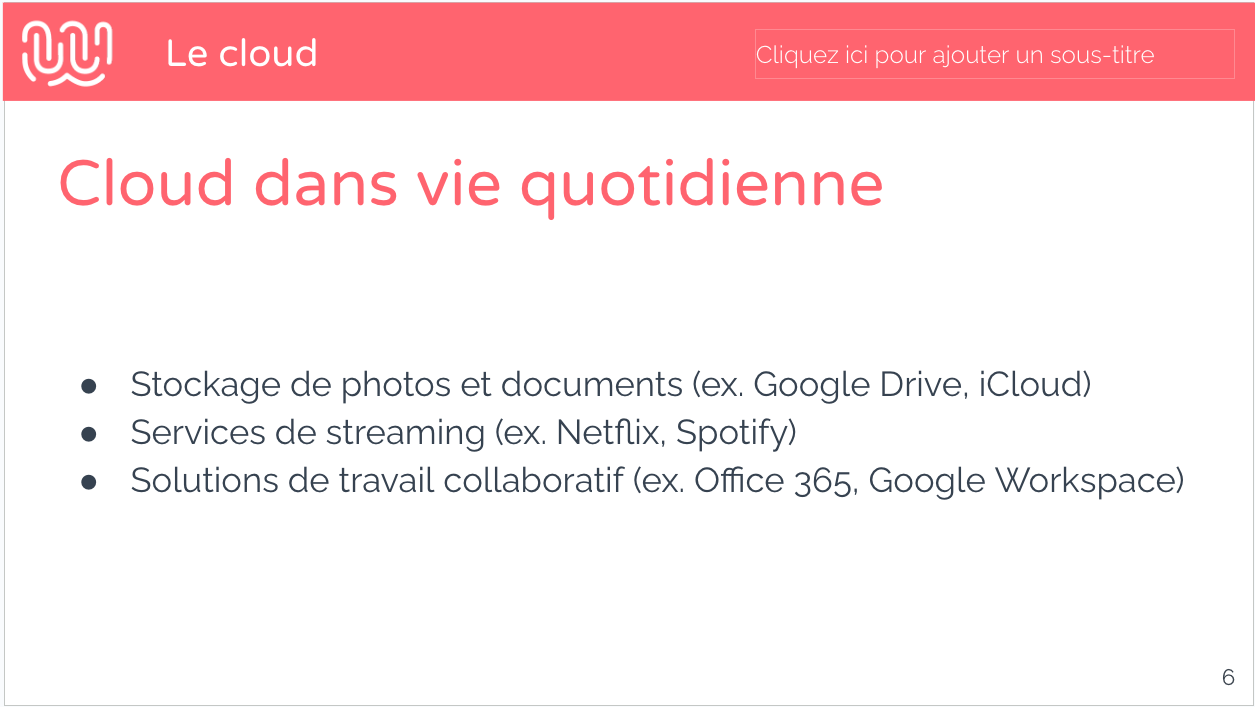 Le cloud
Cliquez ici pour ajouter un sous-titre
Cloud dans vie quotidienne
● Stockage de photos et documents (ex. Google Drive, iCloud)
● Services de streaming (ex. Netflix, Spotify)
● Solutions de travail collaboratif (ex. Office 365, Google Workspace)
6